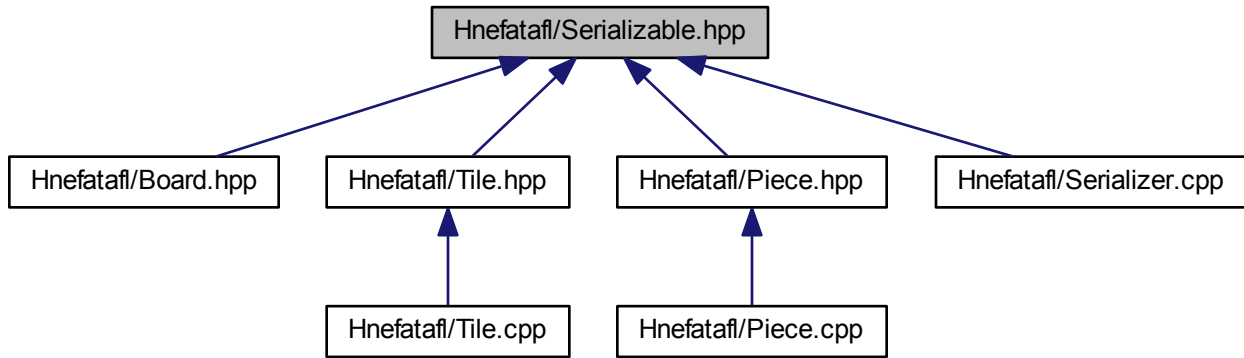 Hnefatafl/Serializable.hpp
Hnefatafl/Board.hpp
Hnefatafl/Tile.hpp
Hnefatafl/Piece.hpp
Hnefatafl/Serializer.cpp
Hnefatafl/Tile.cpp
Hnefatafl/Piece.cpp